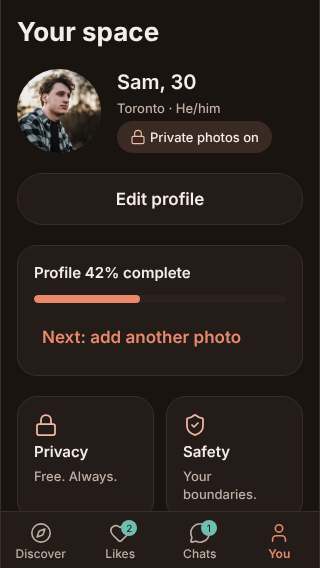 Your space
Sam, 30
Toronto · He/him
Private photos on
Edit profile
Profile 42% complete
Next: add another photo
Privacy
Free. Always.
Safety
Your
boundaries.
2
1
Discover
Likes
Chats
You